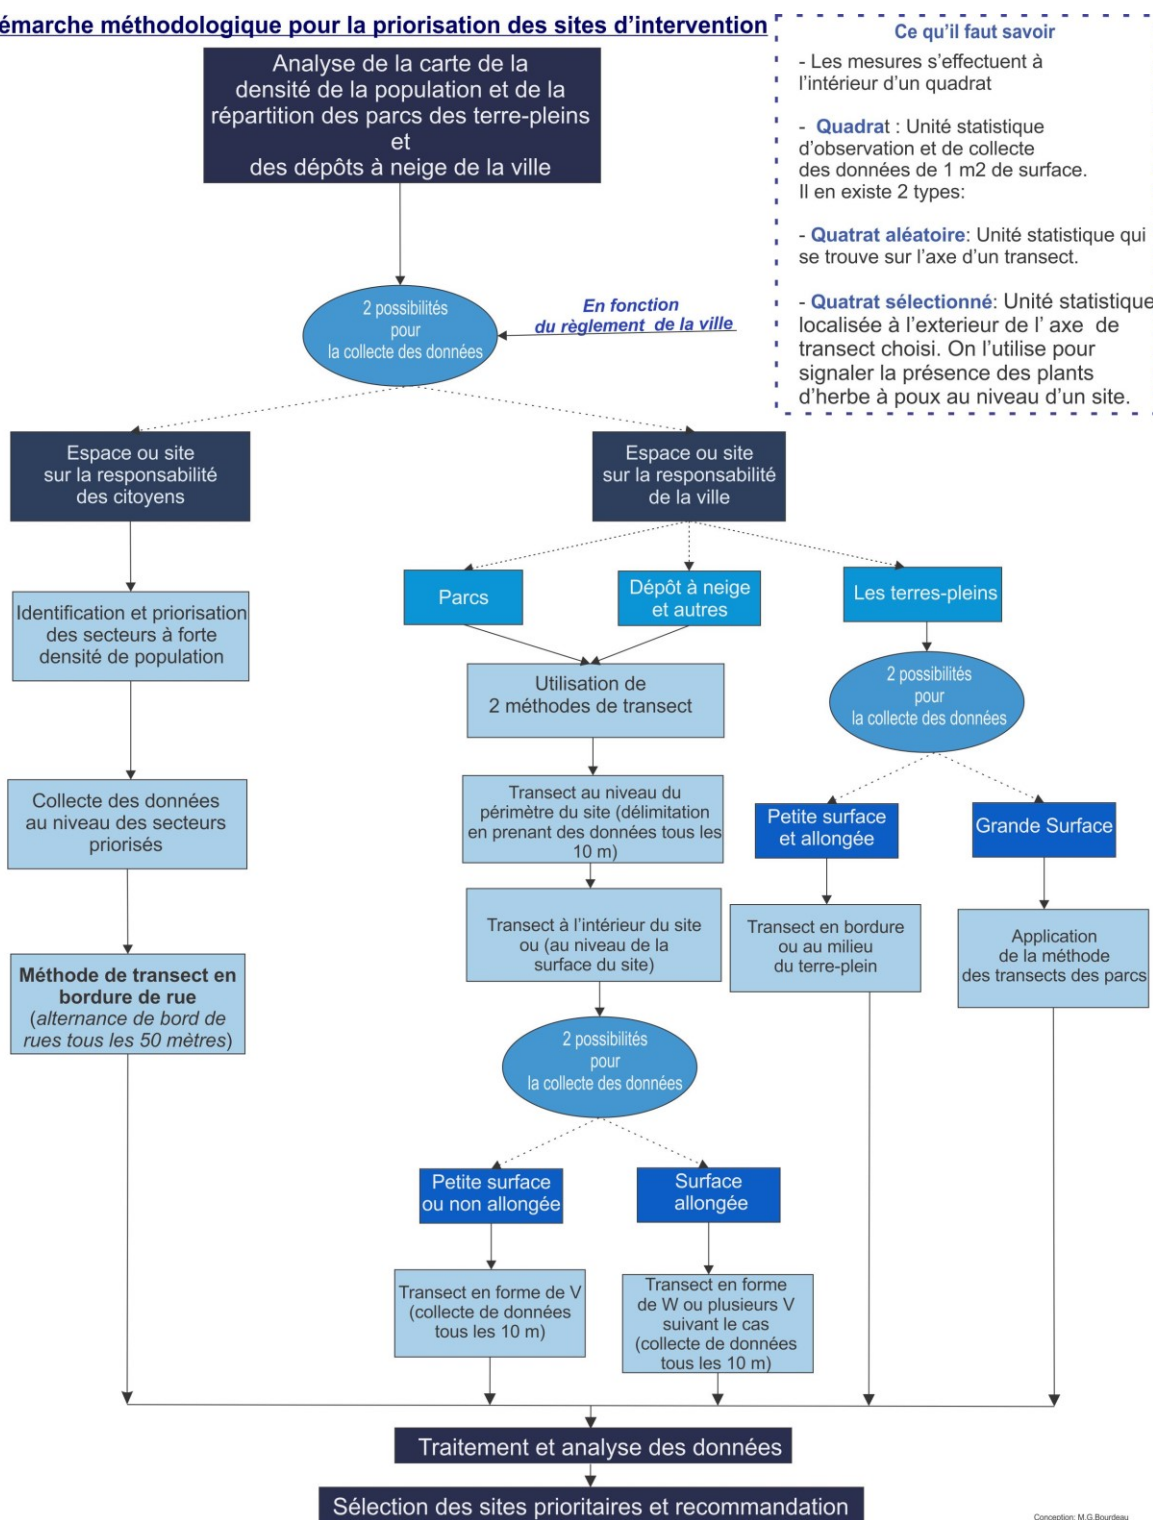 émarche méthodologique pour la priorisation des sites d'intervention
Analyse de la carte de la
densité de la population et de la
répartition des parcs des terre-pleins
et
des dépôts à neige de la ville
Ce qu'il faut savoir
- Les mesures s'effectuent à
l'intérieur d'un quadrat
- Quadrat : Unité statistique
d'observation et de collecte
des données de 1 m2 de surface.
Il en existe 2 types:
- Quatrat aléatoire: Unité statistique qui
se trouve sur l'axe d'un transect.
- Quatrat sélectionné: Unité statistique
localisée à l'exterieur de l' axe de
transect choisi. On l'utilise pour
signaler la présence des plants
d'herbe à poux au niveau d'un site.
2 possibilités
pour
la collecte des données
En fonction
du règlement de la ville
Espace ou site
sur la responsabilité
des citoyens
Espace ou site
sur la responsabilité
de la ville
Identification et priorisation
des secteurs à forte
densité de population
Collecte des données
au niveau des secteurs
priorisés
Méthode de transect en
bordure de rue
(alternance de bord de
rues tous les 50 mètres)
Parcs
Dépôt à neige
et autres
Les terres-pleins
Utilisation de
2 méthodes de transect
Transect au niveau du
périmètre du site (délimitation
en prenant des données tous les
10 m)
Transect à l'intérieur du site
ou (au niveau de la
surface du site)
2 possibilités
pour
la collecte des données
Petite surface
ou non allongée
Surface
allongée
Transect en forme de V
(collecte de données
tous les 10 m)
Transect en forme
de W ou plusieurs V
suivant le cas
(collecte de données
tous les 10 m)
2 possibilités
pour
la collecte des données
Petite surface
et allongée
Grande Surface
Transect en bordure
ou au milieu
du terre-plein
Application
de la méthode
des transects des parcs
Traitement et analyse des données
Sélection des sites prioritaires et recommandation
Conception: M.G.Bourdeau